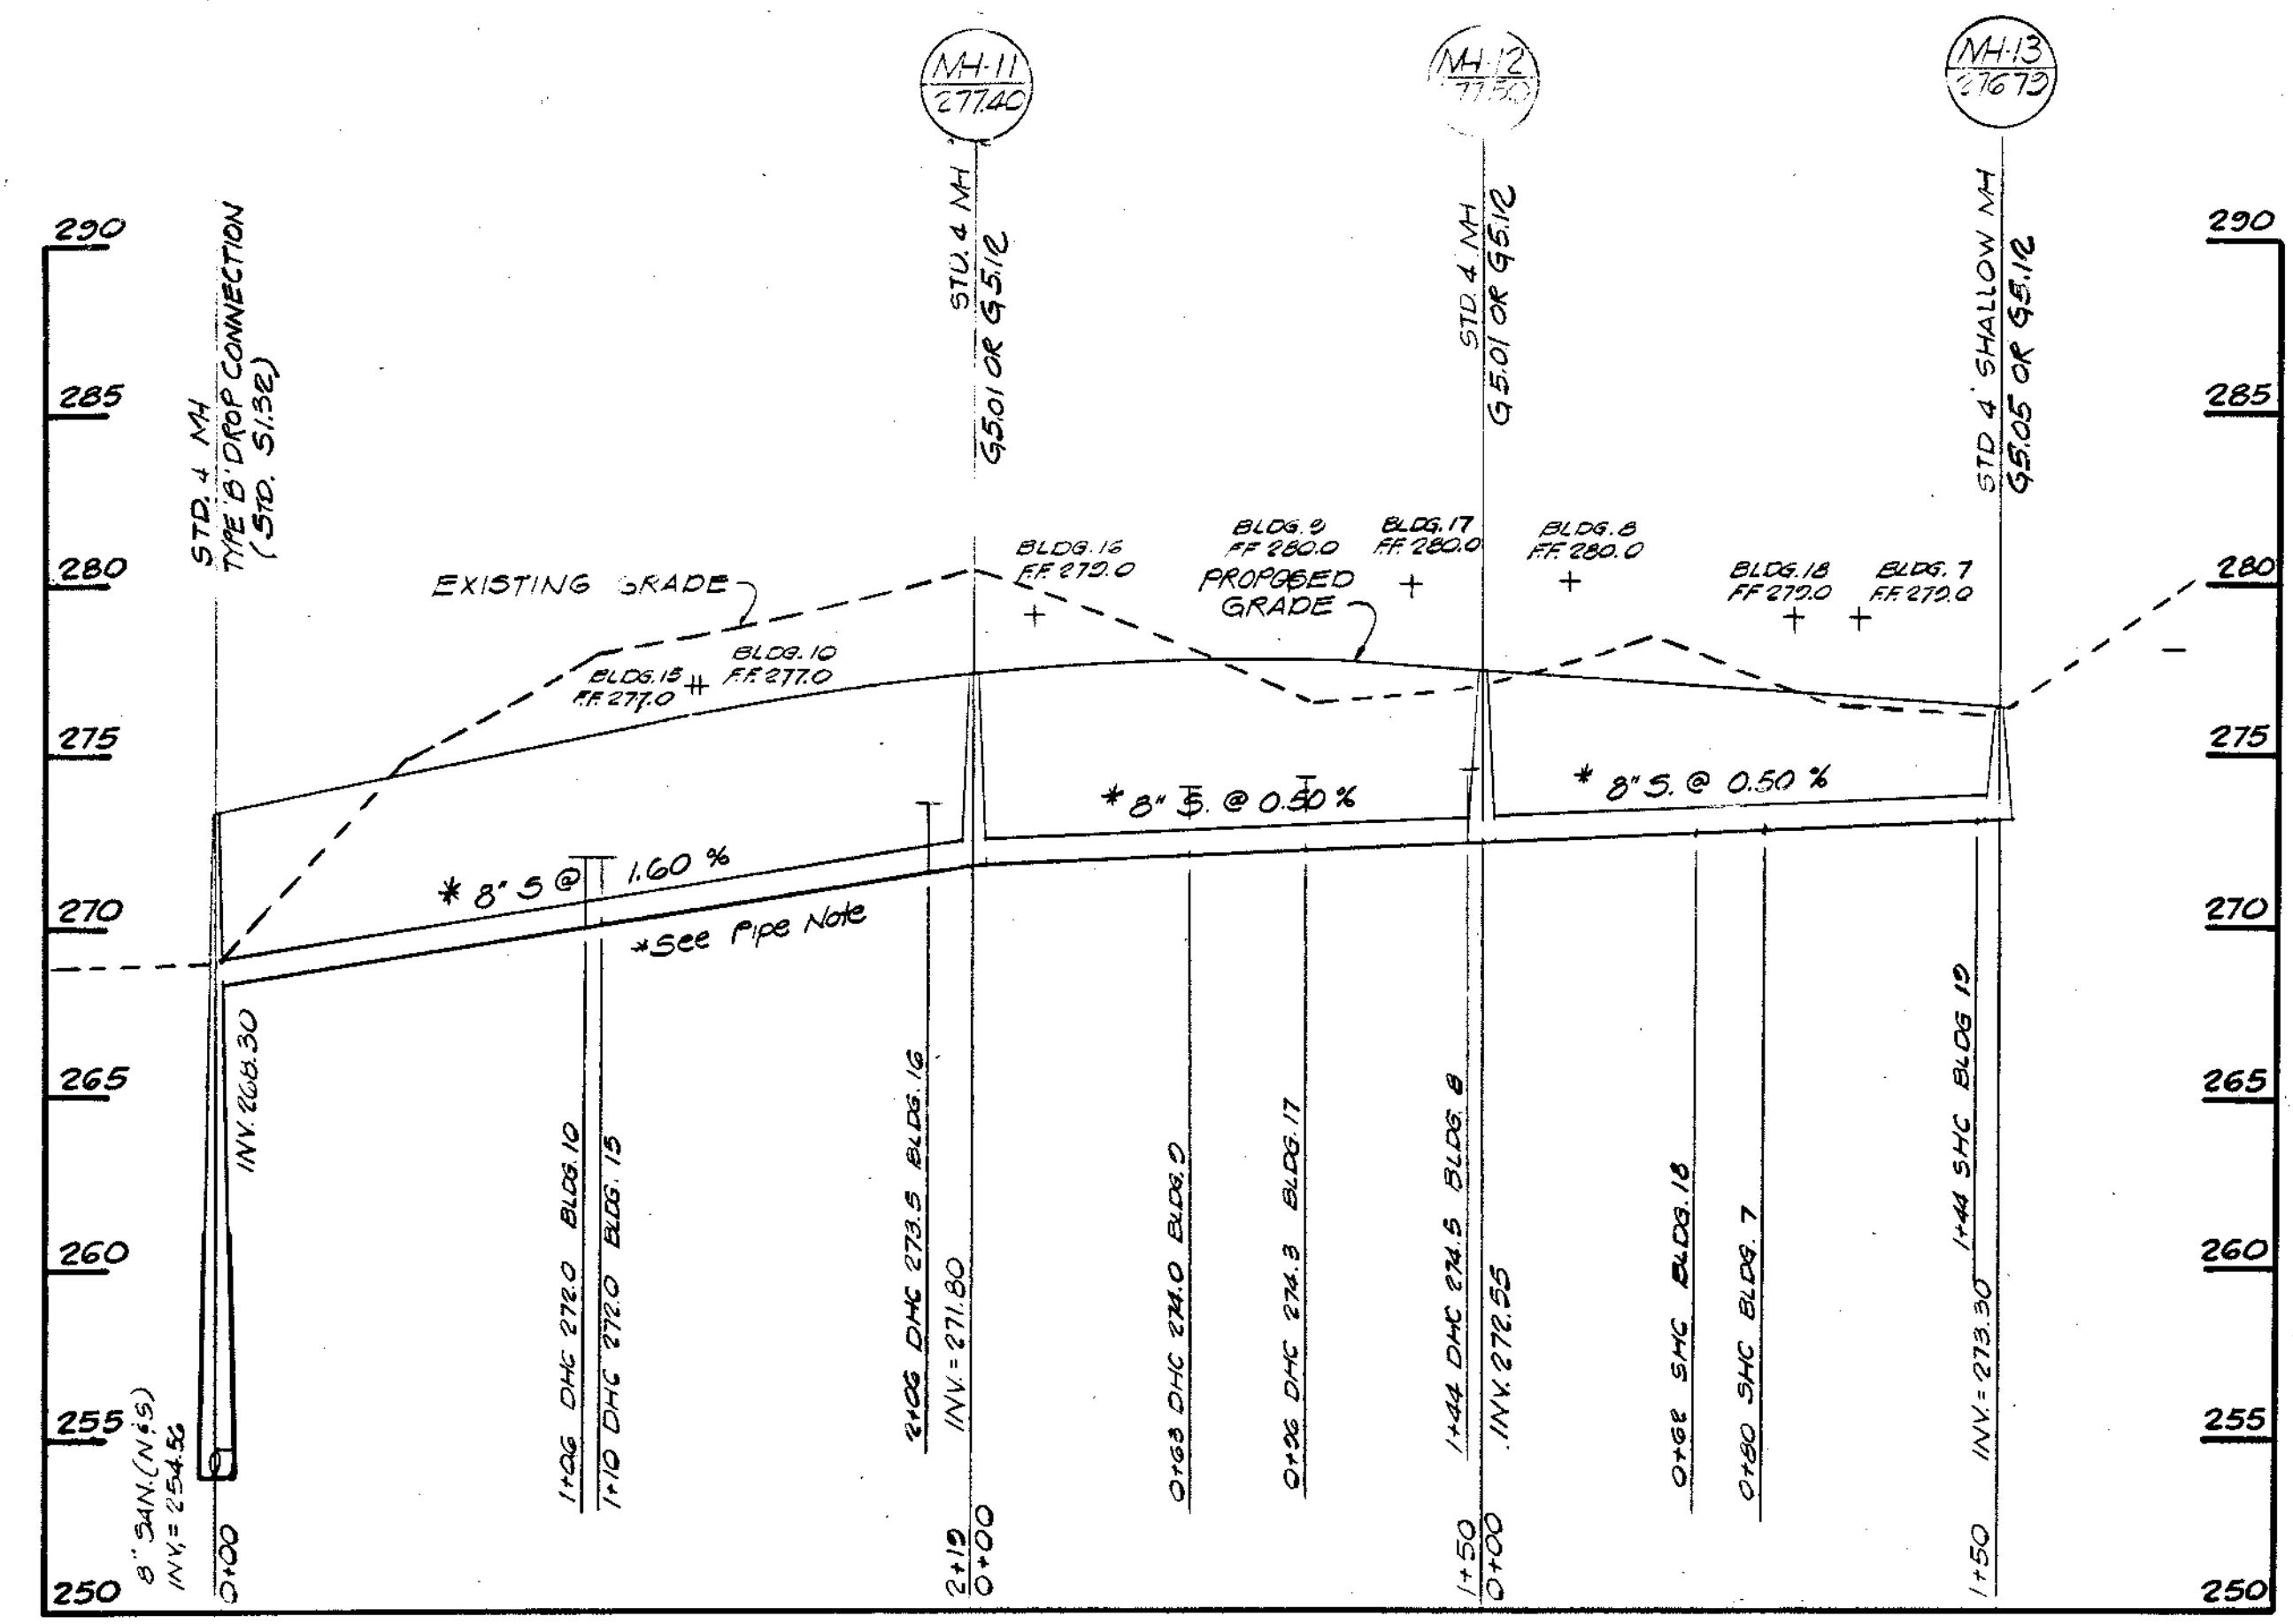 MH-11
277.40
MH-12
77.50
MH-13
276 79
STD. 4 MH
TYPE 'B' DROP CONNECTION
(STD. S1.32)
STD. 4 MH
G5.01 OR G5.12
STD. 4 MH
G5.01 OR G5.12
STD 4' SHALLOW MH
G5.05 OR G5.12
290
285
280
275
270
265
260
255
250
290
285
280
275
270
265
260
255
250
EXISTING GRADE
BLDG. 15
F.F. 277.0
BLDG. 10
F.F. 277.0
BLDG. 16
F.F. 279.0
BLDG. 9
FF 280.0
PROPOSED
GRADE
BLDG. 17
F.F. 280.0
BLDG. 8
F.F. 280.0
BLDG. 18
FF 279.0
BLDG. 7
F.F. 279.0
* 8" S @ 1.60 %
*See Pipe Note
* 8" S. @ 0.50 %
* 8" S. @ 0.50 %
8" SAN. (N&S)
INV. = 254.56
0+00
INV. 268.30
1+06 DHC 272.0 BLDG. 10
1+10 DHC 272.0 BLDG. 15
2+06 DHC 273.5 BLDG. 16
INV. = 271.80
2+19
0+00
0+63 DHC 274.0 BLDG. 9
0+96 DHC 274.3 BLDG. 17
1+44 DHC 274.5 BLDG. 8
INV. 272.55
1+50
0+00
0+62 SHC BLDG. 18
0+80 SHC BLDG. 7
1+44 SHC BLDG 19
1+50 INV. = 273.30